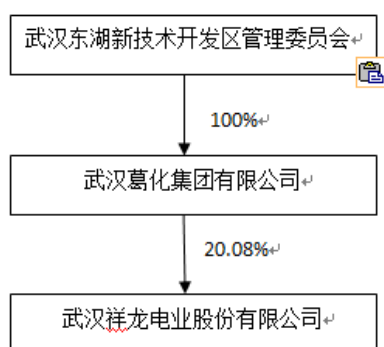 武汉东湖新技术开发区管理委员会
100%
武汉葛化集团有限公司
20.08%
武汉祥龙电业股份有限公司